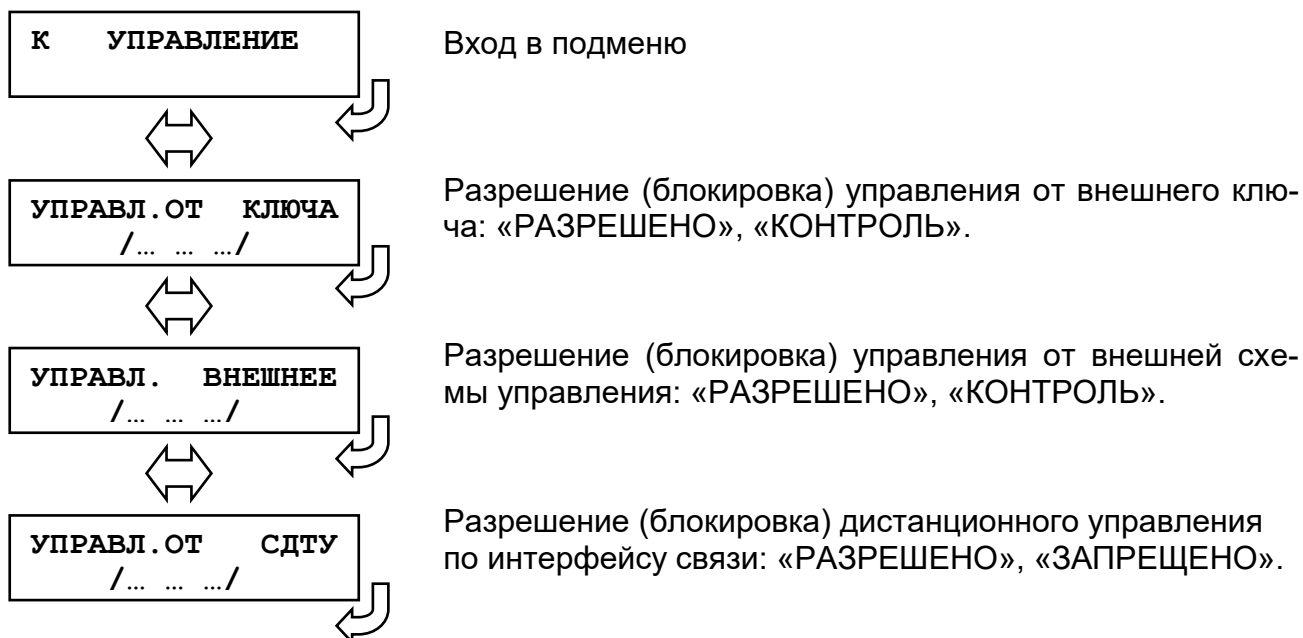 К УПРАВЛЕНИЕ
Вход в подменю
УПРАВЛ.ОТ КЛЮЧА
/… … …/
Разрешение (блокировка) управления от внешнего клю-
ча: «РАЗРЕШЕНО», «КОНТРОЛЬ».
УПРАВЛ. ВНЕШНЕЕ
/… … …/
Разрешение (блокировка) управления от внешней схе-
мы управления: «РАЗРЕШЕНО», «КОНТРОЛЬ».
УПРАВЛ.ОТ СДТУ
/… … …/
Разрешение (блокировка) дистанционного управления
по интерфейсу связи: «РАЗРЕШЕНО», «ЗАПРЕЩЕНО».